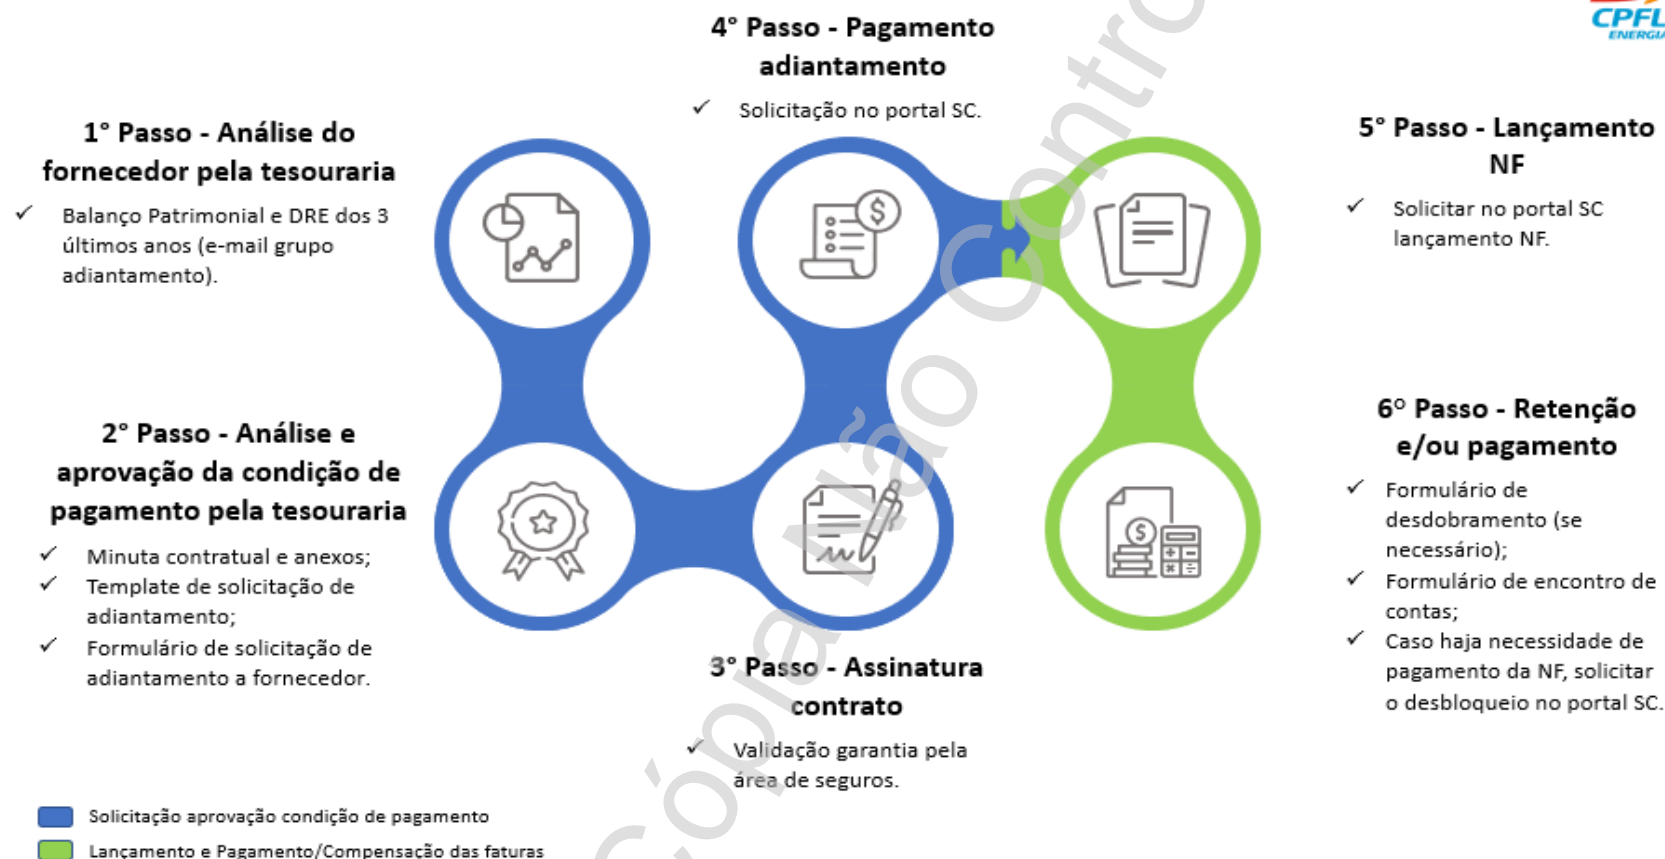 CPFL
ENERGIA
1° Passo - Análise do
fornecedor pela tesouraria
✓ Balanço Patrimonial e DRE dos 3
últimos anos (e-mail grupo
adiantamento).
2° Passo - Análise e
aprovação da condição de
pagamento pela tesouraria
✓ Minuta contratual e anexos;
✓ Template de solicitação de
adiantamento;
✓ Formulário de solicitação de
adiantamento a fornecedor.
3° Passo - Assinatura
contrato
✓ Validação garantia pela
área de seguros.
4° Passo - Pagamento
adiantamento
✓ Solicitação no portal SC.
5° Passo - Lançamento
NF
✓ Solicitar no portal SC
lançamento NF.
6° Passo - Retenção
e/ou pagamento
✓ Formulário de
desdobramento (se
necessário);
✓ Formulário de encontro de
contas;
✓ Caso haja necessidade de
pagamento da NF, solicitar
o desbloqueio no portal SC.
Solicitação aprovação condição de pagamento
Lançamento e Pagamento/Compensação das faturas
Cópia Não Contro